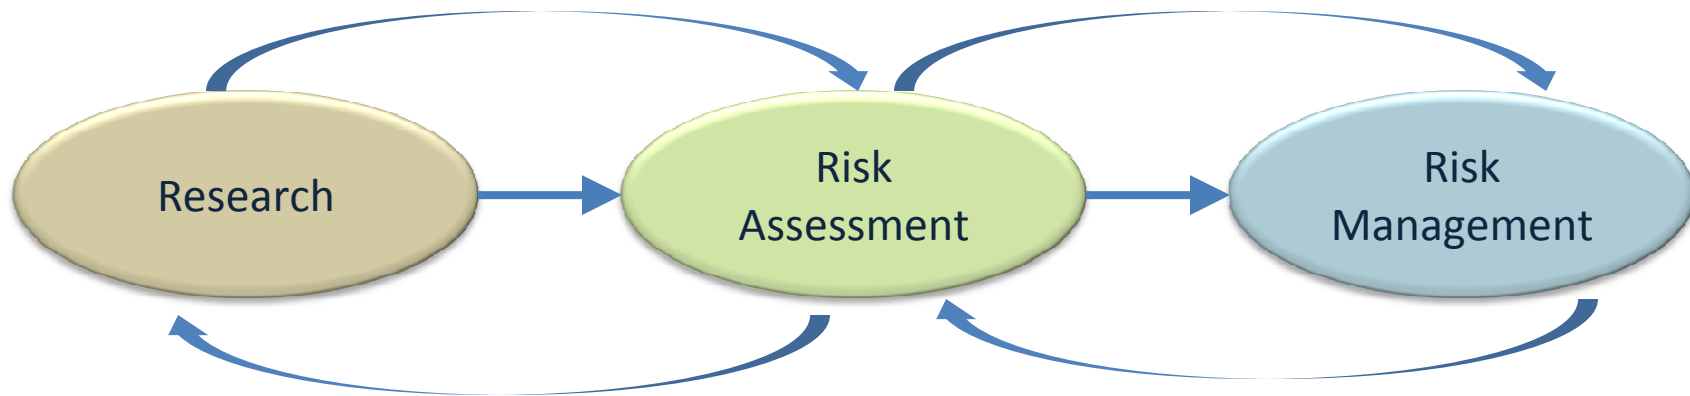 Research
Risk
Assessment
Risk
Management